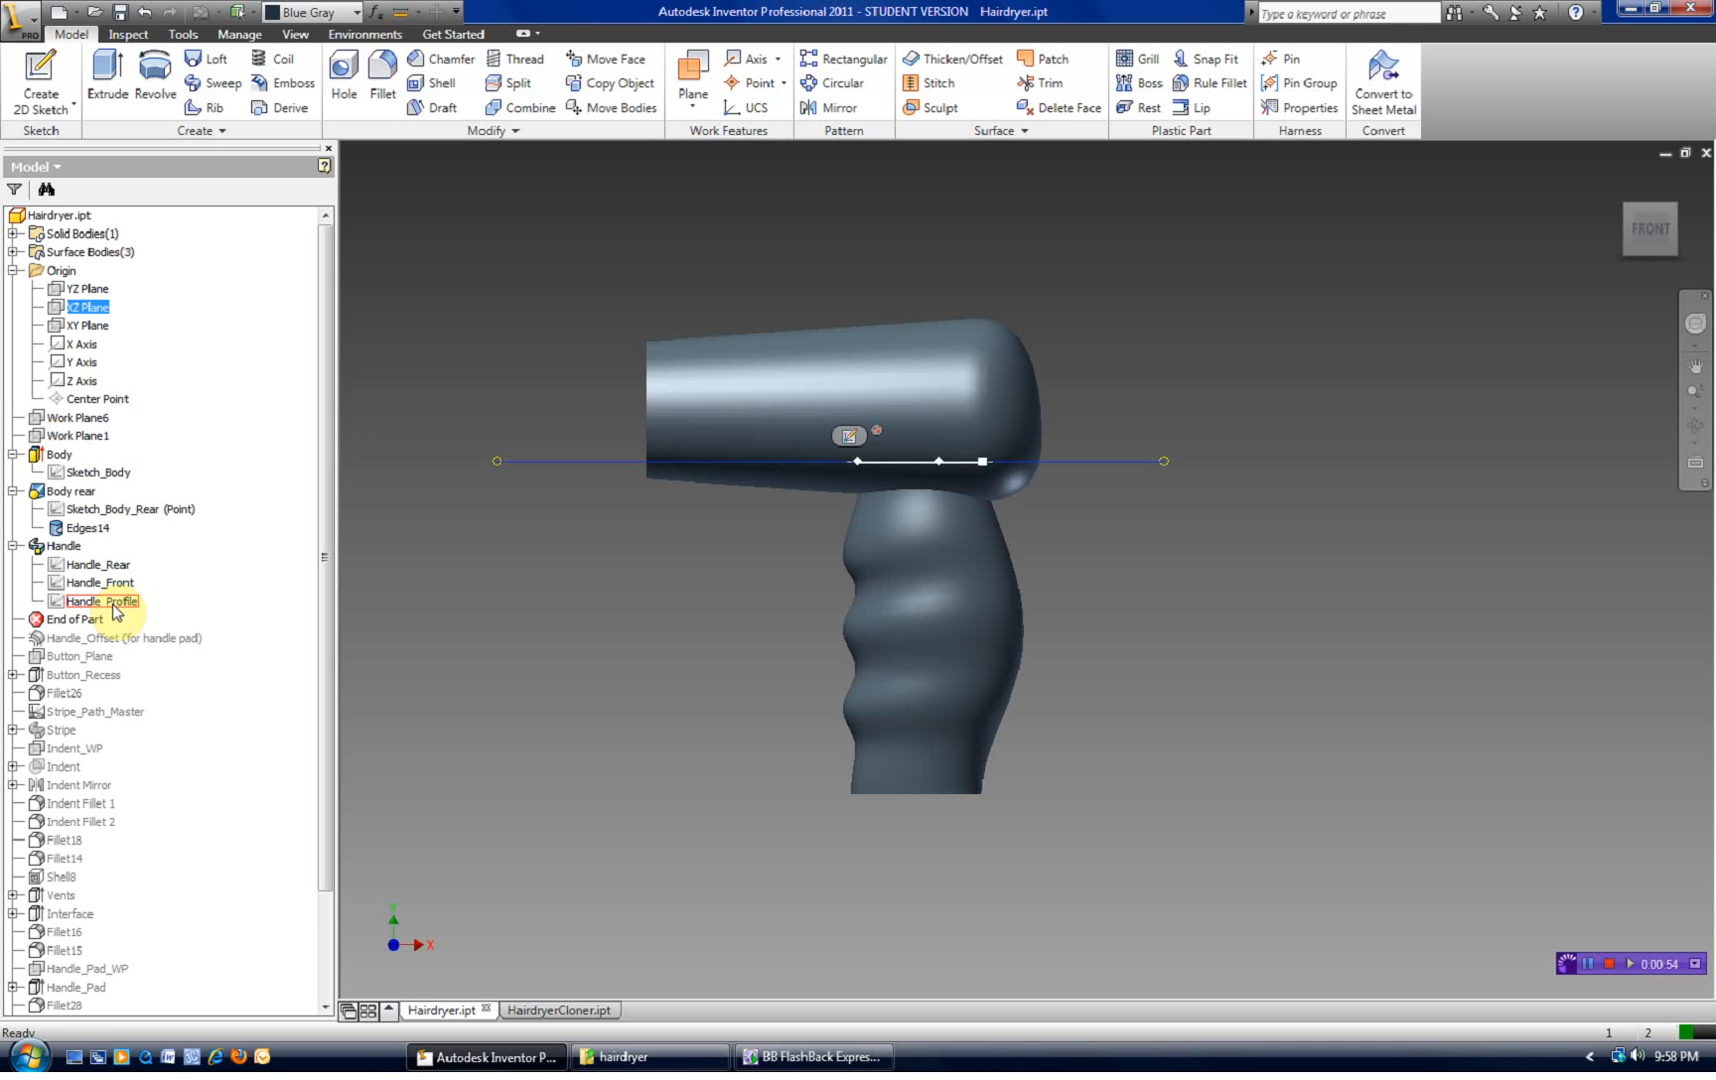 Blue Gray
Autodesk Inventor Professional 2011 - STUDENT VERSION Hairdryer.ipt
Type a keyword or phrase
PRO
Model Inspect Tools Manage View Environments Get Started
Create 2D Sketch
Extrude Revolve
Loft Coil
Sweep Emboss
Rib Derive
Hole Fillet
Chamfer Thread Move Face
Shell Split Copy Object
Draft Combine Move Bodies
Plane
Axis
Point
UCS
Rectangular
Circular
Mirror
Thicken/Offset Patch
Stitch Trim
Sculpt Delete Face
Grill Snap Fit
Boss Rule Fillet
Rest Lip
Pin
Pin Group
Properties
Convert to Sheet Metal
Sketch Create Modify Work Features Pattern Surface Plastic Part Harness Convert
Model
Hairdryer.ipt
Solid Bodies(1)
Surface Bodies(3)
Origin
YZ Plane
XZ Plane
XY Plane
X Axis
Y Axis
Z Axis
Center Point
Work Plane6
Work Plane1
Body
Sketch_Body
Body rear
Sketch_Body_Rear (Point)
Edges14
Handle
Handle_Rear
Handle_Front
Handle_Profile
End of Part
Handle_Offset (for handle pad)
Button_Plane
Button_Recess
Fillet26
Stripe_Path_Master
Stripe
Indent_WP
Indent
Indent Mirror
Indent Fillet 1
Indent Fillet 2
Fillet18
Fillet14
Shell8
Vents
Interface
Fillet16
Fillet15
Handle_Pad_WP
Handle_Pad
Fillet28
FRONT
X
0:00:54
Hairdryer.ipt HairdryerCloner.ipt
Ready
1 2
Autodesk Inventor P... hairdryer BB FlashBack Expres...
9:58 PM